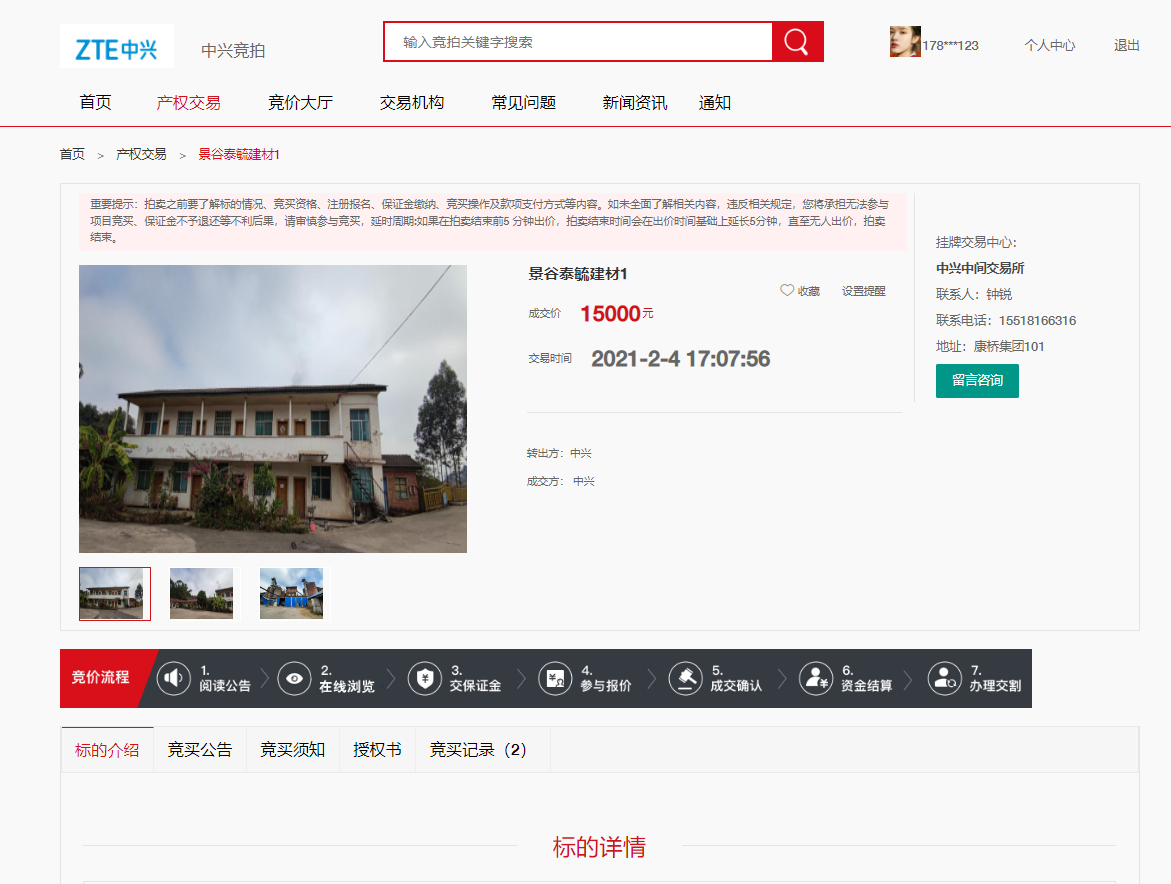 ZTE中兴
中兴竞拍
输入竞拍关键字搜索
178***123
个人中心
退出
首页 产权交易 竞价大厅 交易机构 常见问题 新闻资讯 通知
首页 > 产权交易 > 景谷泰毓建材1
重要提示：拍卖之前要了解标的情况、竞买资格、注册报名、保证金缴纳、竞买操作及款项支付方式等内容。如未全面了解相关内容，违反相关规定，您将承担无法参与
项目竞买、保证金不予退还等不利后果，请审慎参与竞买，延时周期:如果在拍卖结束前5 分钟出价，拍卖结束时间会在出价时间基础上延长5分钟，直至无人出价，拍卖
结束。
景谷泰毓建材1
收藏 设置提醒
成交价 15000元
交易时间 2021-2-4 17:07:56
转出方：中兴
成交方： 中兴
挂牌交易中心：
中兴中间交易所
联系人：钟锐
联系电话：15518166316
地址：康桥集团101
留言咨询
竞价流程
1.
阅读公告
2.
在线浏览
3.
交保证金
4.
参与报价
5.
成交确认
6.
资金结算
7.
办理交割
标的介绍 竞买公告 竞买须知 授权书 竞买记录（2）
标的详情